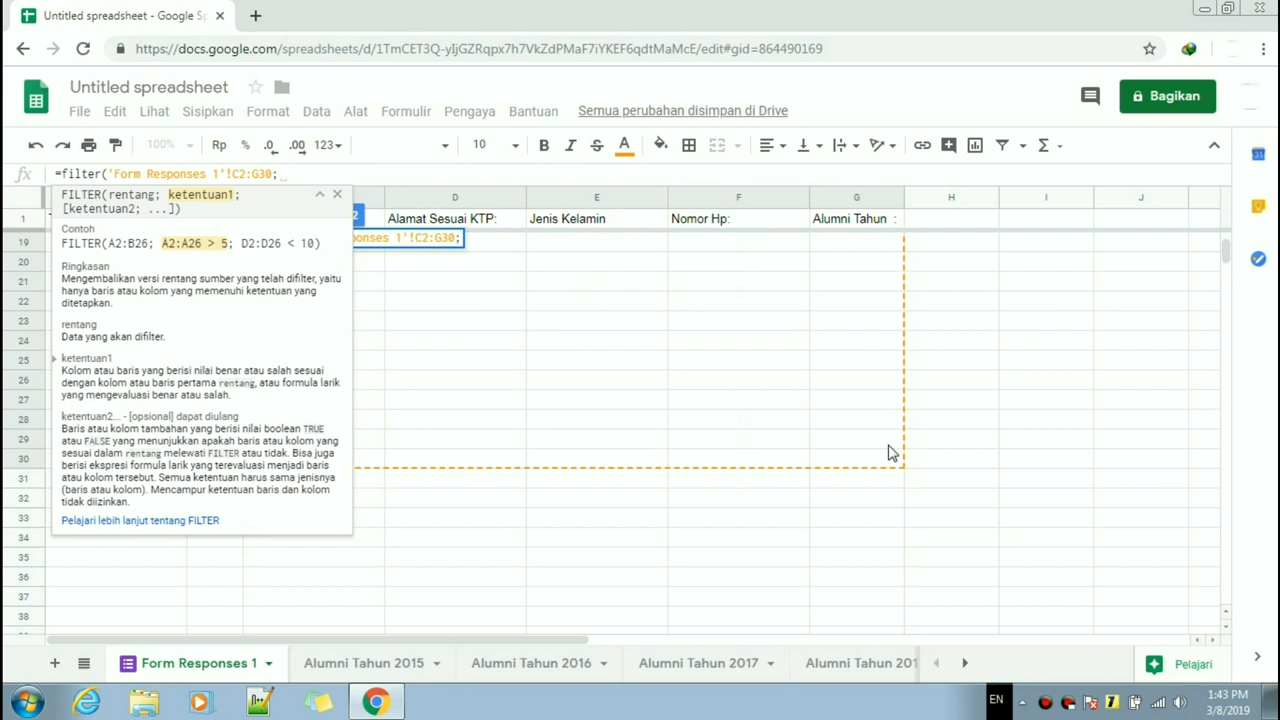 Untitled spreadsheet - Google Sp
https://docs.google.com/spreadsheets/d/1TmCET3Q-yIjGZRqpx7h7VkZdPMaF7iYKEF6qdtMaMcE/edit#gid=864490169
Untitled spreadsheet
File Edit Lihat Sisipkan Format Data Alat Formulir Pengaya Bantuan Semua perubahan disimpan di Drive
Bagikan
100% Rp % .0 .00 123 10 B I S A
fx =filter('Form Responses 1'!C2:G30;
FILTER(rentang; ketentuan1;
[ketentuan2; ...])
Contoh
FILTER(A2:B26; A2:A26 > 5; D2:D26 < 10)
Ringkasan
Mengembalikan versi rentang sumber yang telah difilter, yaitu
hanya baris atau kolom yang memenuhi ketentuan yang
ditetapkan.
rentang
Data yang akan difilter.
ketentuan1
Kolom atau baris yang berisi nilai benar atau salah sesuai
dengan kolom atau baris pertama rentang, atau formula larik
yang mengevaluasi benar atau salah.
ketentuan2... - [opsional] dapat diulang
Baris atau kolom tambahan yang berisi nilai boolean TRUE
atau FALSE yang menunjukkan apakah baris atau kolom yang
sesuai dalam rentang melewati FILTER atau tidak. Bisa juga
berisi ekspresi formula larik yang terevaluasi menjadi baris
atau kolom tersebut. Semua ketentuan harus sama jenisnya
(baris atau kolom). Mencampur ketentuan baris dan kolom
tidak diizinkan.
Pelajari lebih lanjut tentang FILTER
D E F G H I J
1 2 Alamat Sesuai KTP: Jenis Kelamin Nomor Hp: Alumni Tahun :
ponses 1'!C2:G30;
19
20
21
22
23
24
25
26
27
28
29
30
31
32
33
34
35
36
37
38
Form Responses 1 Alumni Tahun 2015 Alumni Tahun 2016 Alumni Tahun 2017 Alumni Tahun 201
Pelajari
EN
7
1:43 PM
3/8/2019